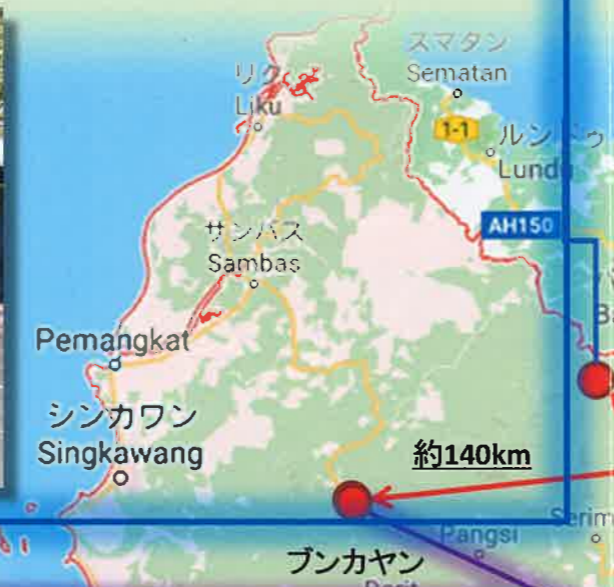 スマタン
Sematan
リク
Liku
1-1
ルンドゥ
Lundu
AH150
サンバス
Sambas
Pemangkat
シンカワン
Singkawang
約140km
Pangsi
ブンカヤン